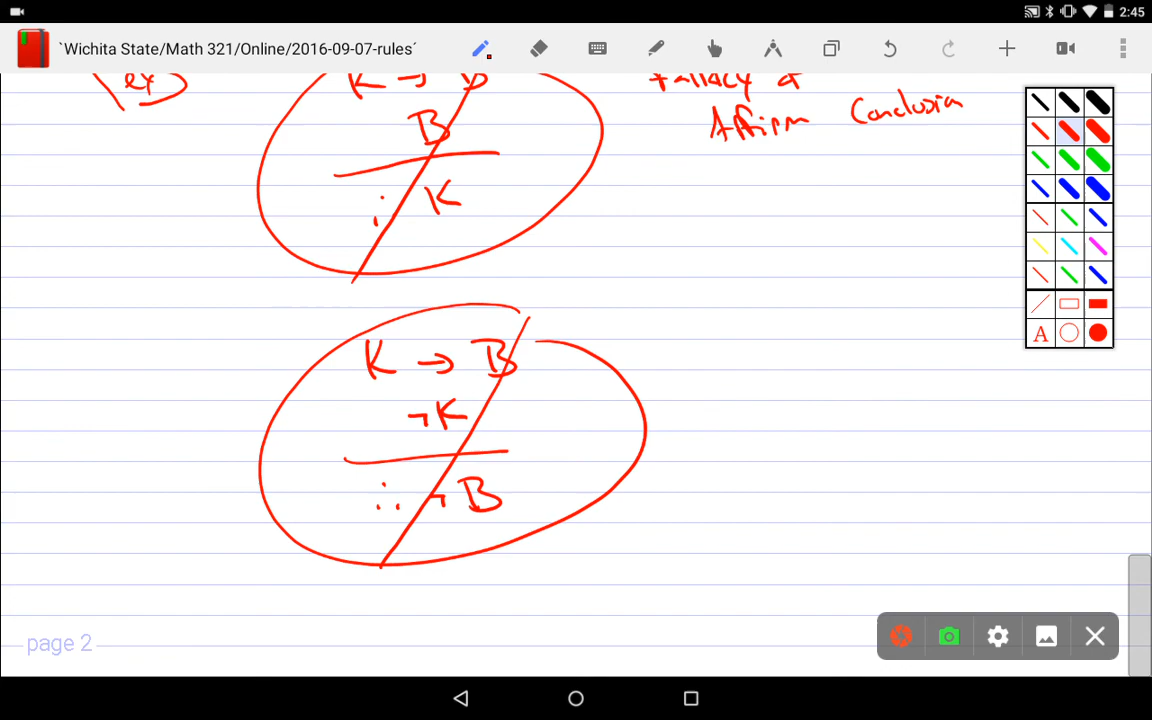 2:45
`Wichita State/Math 321/Online/2016-09-07-rules´
ex
K → B
B
∴ K
Fallacy of
Affirm Conclusion
K → B
¬K
∴ ¬B
A
page 2